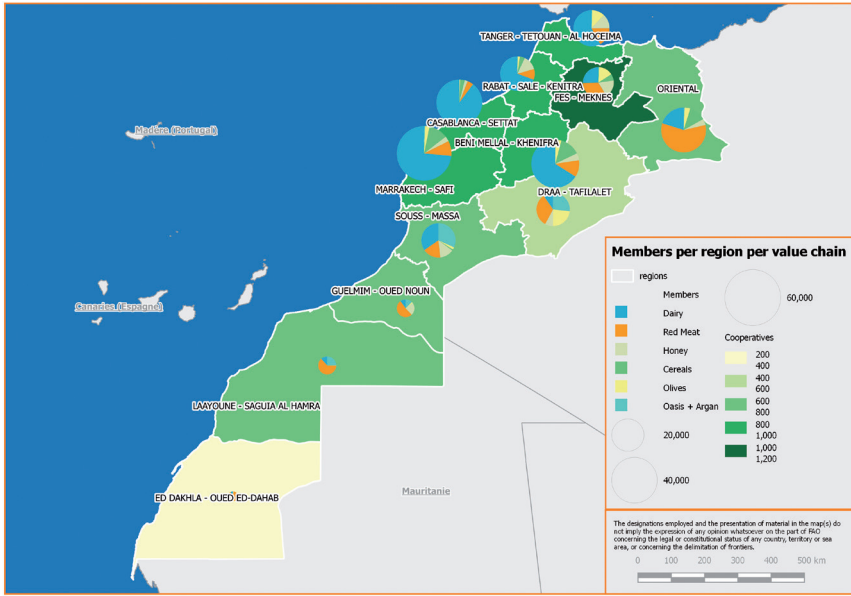 TANGER - TETOUAN - AL HOCEIMA
RABAT - SALE - KENITRA
ORIENTAL
FES - MEKNES
CASABLANCA - SETTAT
Madère (Portugal)
BENI MELLAL - KHENIFRA
MARRAKECH - SAFI
DRAA - TAFILALET
SOUSS - MASSA
GUELMIM - OUED NOUN
Canaries (Espagne)
LAAYOUNE - SAGUIA AL HAMRA
ED DAKHLA - OUED ED-DAHAB
Mauritanie
Members per region per value chain
regions
Members
Dairy
Red Meat
Honey
Cereals
Olives
Oasis + Argan
20,000
40,000
60,000
Cooperatives
200
400
400
600
600
800
800
1,000
1,000
1,200
The designations employed and the presentation of material in the map(s) do
not imply the expression of any opinion whatsoever on the part of FAO
concerning the legal or constitutional status of any country, territory or sea
area, or concerning the delimitation of frontiers.
0 100 200 300 400 500 km